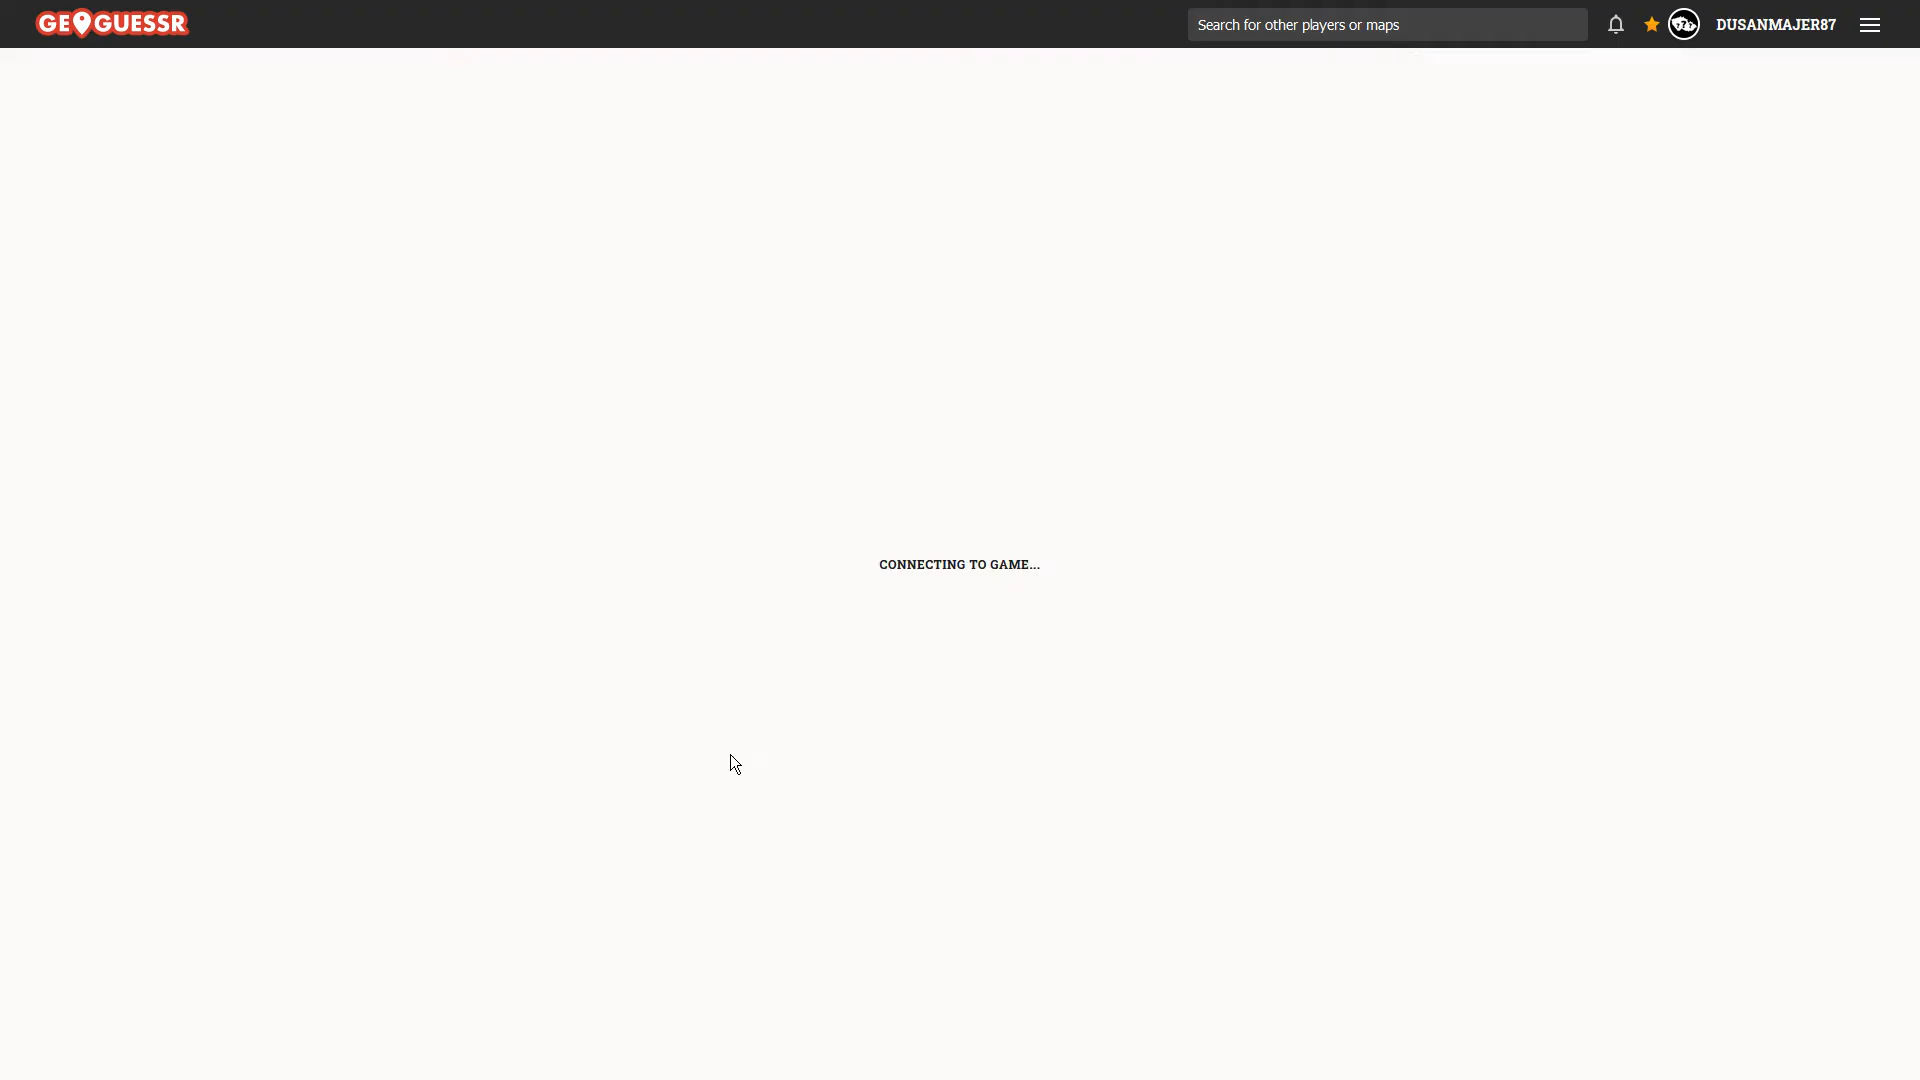 GEOGUESSR
Search for other players or maps
DUSANMAJER87
CONNECTING TO GAME...